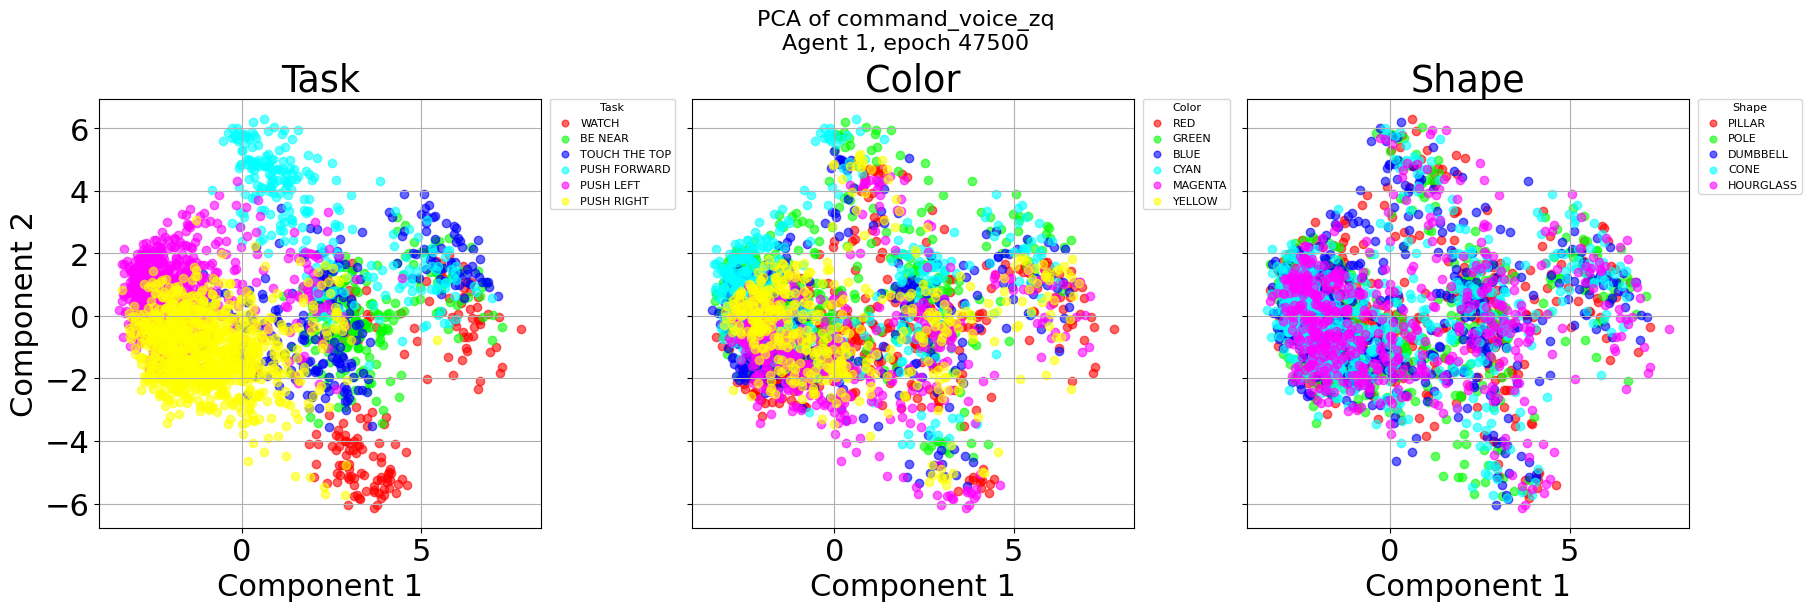 PCA of command_voice_zq
Agent 1, epoch 47500
Task
Component 2
6
4
2
0
−2
−4
−6
0 5
Component 1
Task
WATCH
BE NEAR
TOUCH THE TOP
PUSH FORWARD
PUSH LEFT
PUSH RIGHT
Color
0 5
Component 1
Color
RED
GREEN
BLUE
CYAN
MAGENTA
YELLOW
Shape
0 5
Component 1
Shape
PILLAR
POLE
DUMBBELL
CONE
HOURGLASS